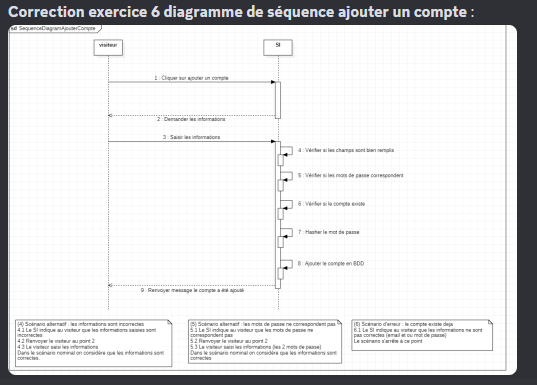 Correction exercice 6 diagramme de séquence ajouter un compte :
sd SequenceDiagramAjouterCompte
visiteur
SI
1 : Cliquer sur ajouter un compte
2 : Demander les informations
3 : Saisir les informations
4 : Vérifier si les champs sont bien remplis
5 : Vérifier si les mots de passe correspondent
6 : Vérifier si le compte existe
7 : Hasher le mot de passe
8 : Ajouter le compte en BDD
9 : Renvoyer message le compte a été ajouté
(4) Scénario alternatif : les informations sont incorrectes
4.1 Le SI indique au visiteur que les informations saisies sont
incorrectes
4.2 Renvoyer le visiteur au point 2
4.3 Le visiteur saisi les informations
Dans le scénario nominal on considère que les informations sont
correctes.
(5) Scénario alternatif : les mots de passe ne correspondent pas
5.1 Le SI indique au visiteur que les mots de passe ne
correspondent pas
5.2 Renvoyer le visiteur au point 2
5.3 Le visiteur saisi les informations (les 2 mots de passe)
Dans le scénario nominal on considère que les informations sont
correctes.
(6) Scénario d'erreur : le compte existe deja
6.1 Le SI indique au visiteur que les informations ne sont
pas correctes (email et ou mot de passe)
Le scénario s'arrête à ce point